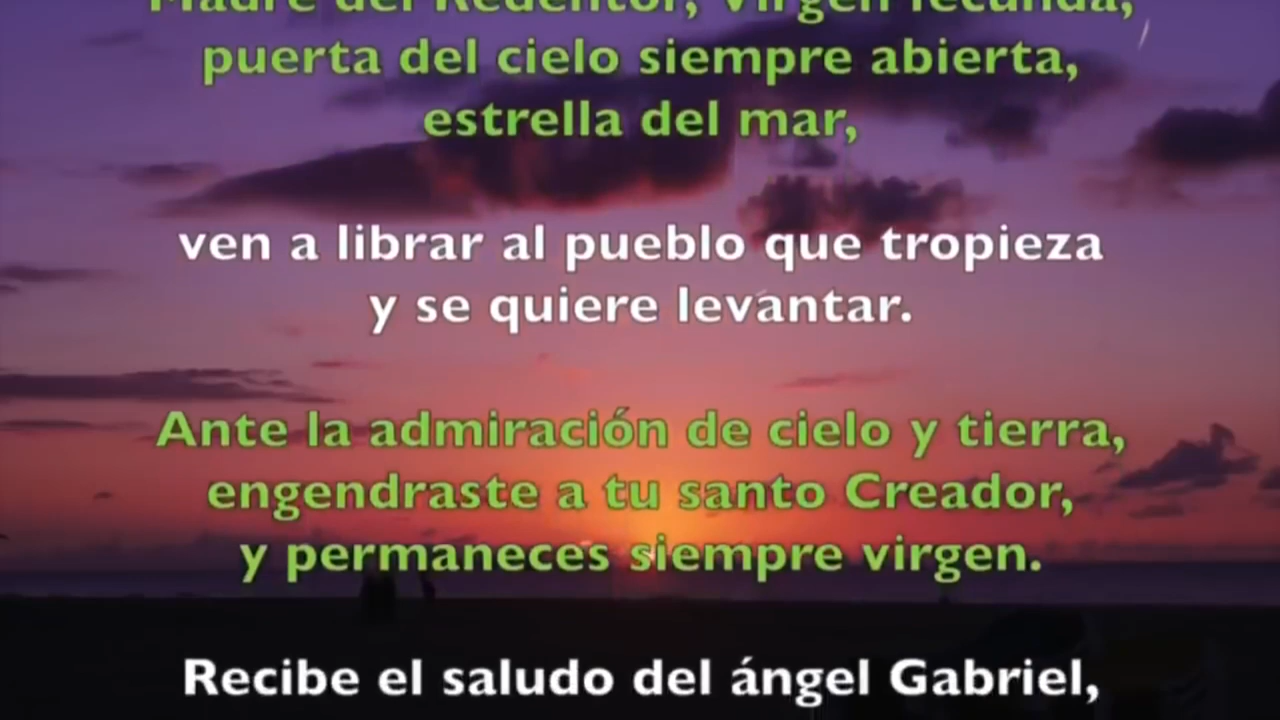 Madre del Redentor, Virgen fecunda,
puerta del cielo siempre abierta,
estrella del mar,
ven a librar al pueblo que tropieza
y se quiere levantar.
Ante la admiración de cielo y tierra,
engendraste a tu santo Creador,
y permaneces siempre virgen.
Recibe el saludo del ángel Gabriel,